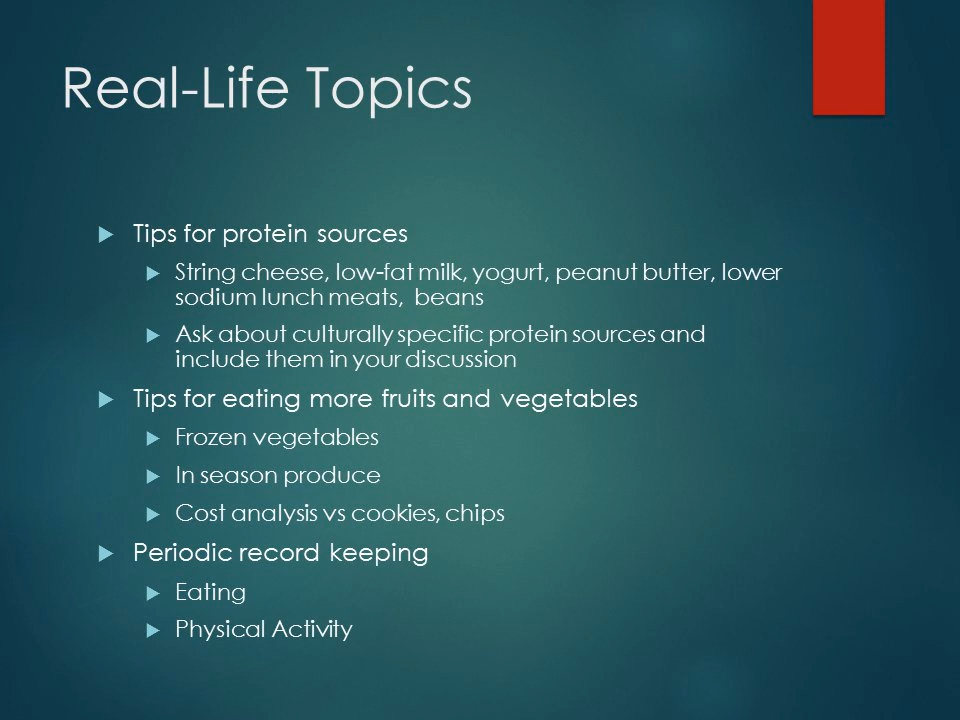 Real-Life Topics
Tips for protein sources
String cheese, low-fat milk, yogurt, peanut butter, lower
sodium lunch meats, beans
Ask about culturally specific protein sources and
include them in your discussion
Tips for eating more fruits and vegetables
Frozen vegetables
In season produce
Cost analysis vs cookies, chips
Periodic record keeping
Eating
Physical Activity